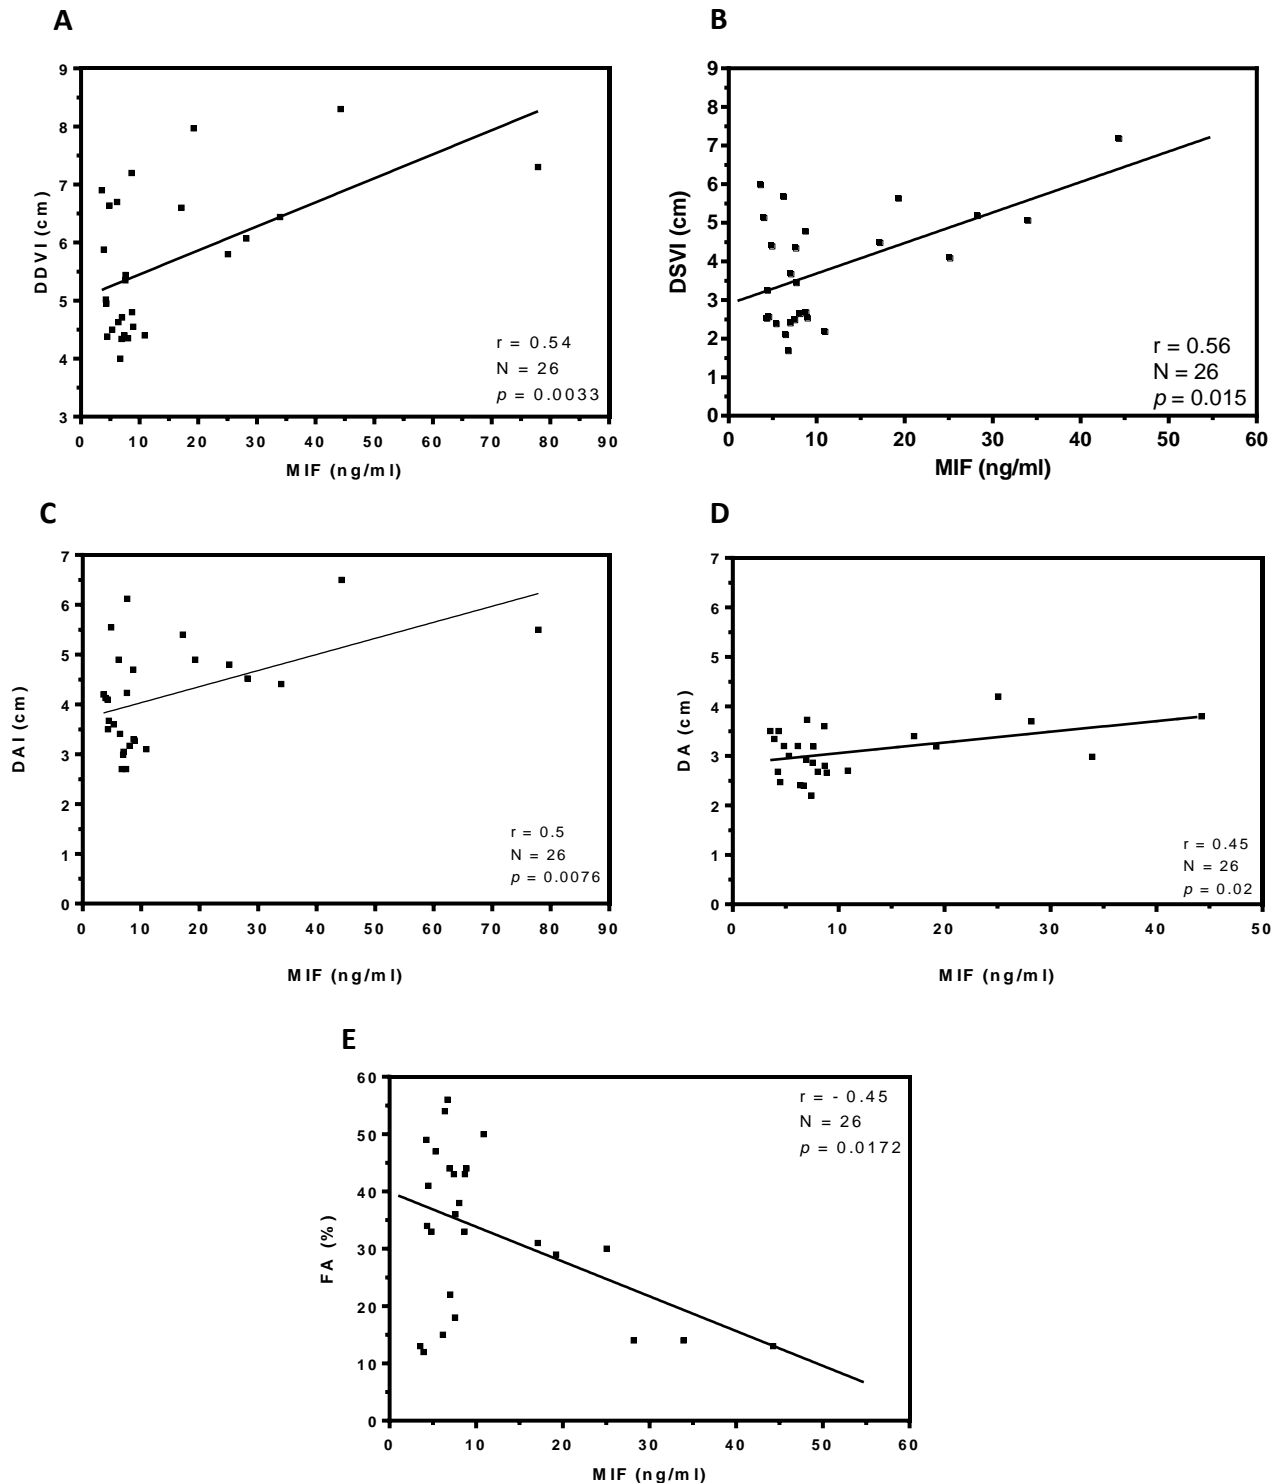 A
9
8
7
6
5
4
3
DDVI (cm)
0 10 20 30 40 50 60 70 80 90
MIF (ng/ml)
r = 0.54
N = 26
p = 0.0033
B
9
8
7
6
5
4
3
2
1
0
DSVI (cm)
0 10 20 30 40 50 60
MIF (ng/ml)
r = 0.56
N = 26
p = 0.015
C
7
6
5
4
3
2
1
0
DAI (cm)
0 10 20 30 40 50 60 70 80 90
MIF (ng/ml)
r = 0.5
N = 26
p = 0.0076
D
7
6
5
4
3
2
1
0
DA (cm)
0 10 20 30 40 50
MIF (ng/ml)
r = 0.45
N = 26
p = 0.02
E
60
50
40
30
20
10
0
FA (%)
0 10 20 30 40 50 60
MIF (ng/ml)
r = - 0.45
N = 26
p = 0.0172